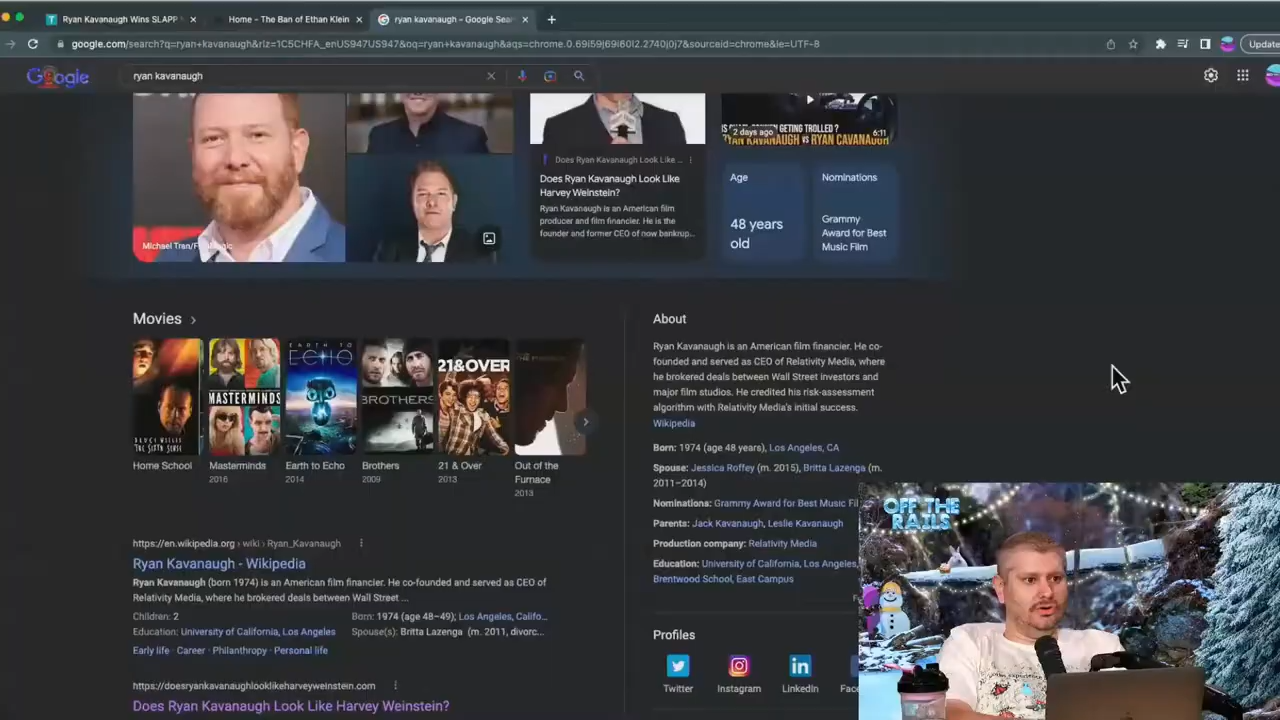 Ryan Kavanaugh Wins SLAPP
Home - The Ban of Ethan Klein
ryan kavanaugh - Google Sear
google.com/search?q=ryan+kavanaugh&rlz=1C5CHFA_enUS947US947&oq=ryan+kavanaugh&aqs=chrome.0.69i59j69i60l2.2740j0j7&sourceid=chrome&ie=UTF-8
Update
Google
ryan kavanaugh
2 days ago
6:11
RYAN KAVANAUGH VS RYAN CAVANAUGH
Michael Tran/F
Does Ryan Kavanaugh Look Like ...
Does Ryan Kavanaugh Look Like
Harvey Weinstein?
Ryan Kavanaugh is an American film
producer and film financier. He is the
founder and former CEO of now bankrup...
Age
48 years
old
Nominations
Grammy
Award for Best
Music Film
Movies
EARTH TO
ECHO
MASTERMINDS
BROTHERS
21&OVER
Home School
Masterminds
2016
Earth to Echo
2014
Brothers
2009
21 & Over
2013
Out of the
Furnace
2013
About
Ryan Kavanaugh is an American film financier. He co-
founded and served as CEO of Relativity Media, where
he brokered deals between Wall Street investors and
major film studios. He credited his risk-assessment
algorithm with Relativity Media's initial success.
Wikipedia
Born: 1974 (age 48 years), Los Angeles, CA
Spouse: Jessica Roffey (m. 2015), Britta Lazenga (m.
2011–2014)
Nominations: Grammy Award for Best Music Fil
Parents: Jack Kavanaugh, Leslie Kavanaugh
Production company: Relativity Media
Education: University of California, Los Angeles,
Brentwood School, East Campus
Profiles
Twitter
Instagram
LinkedIn
Face
https://en.wikipedia.org › wiki › Ryan_Kavanaugh
Ryan Kavanaugh - Wikipedia
Ryan Kavanaugh (born 1974) is an American film financier. He co-founded and served as CEO of
Relativity Media, where he brokered deals between Wall Street ...
Children: 2
Born: 1974 (age 48–49); Los Angeles, Califo...
Education: University of California, Los Angeles
Spouse(s): Britta Lazenga (m. 2011, divorc...
Early life · Career · Philanthropy · Personal life
https://doesryankavanaughlooklikeharveyweinstein.com
Does Ryan Kavanaugh Look Like Harvey Weinstein?
OFF THE
RAILS